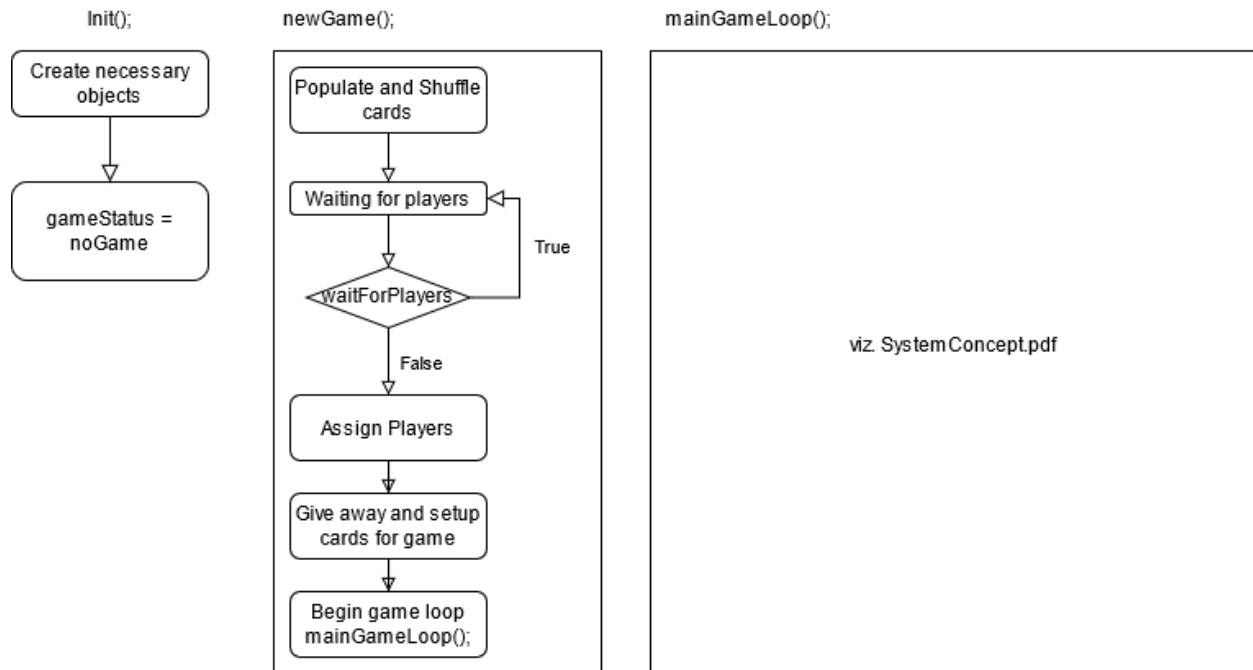 Init();
Create necessary
objects
gameStatus =
noGame
newGame();
Populate and Shuffle
cards
Waiting for players
True
waitForPlayers
False
Assign Players
Give away and setup
cards for game
Begin game loop
mainGameLoop();
mainGameLoop();
viz. SystemConcept.pdf